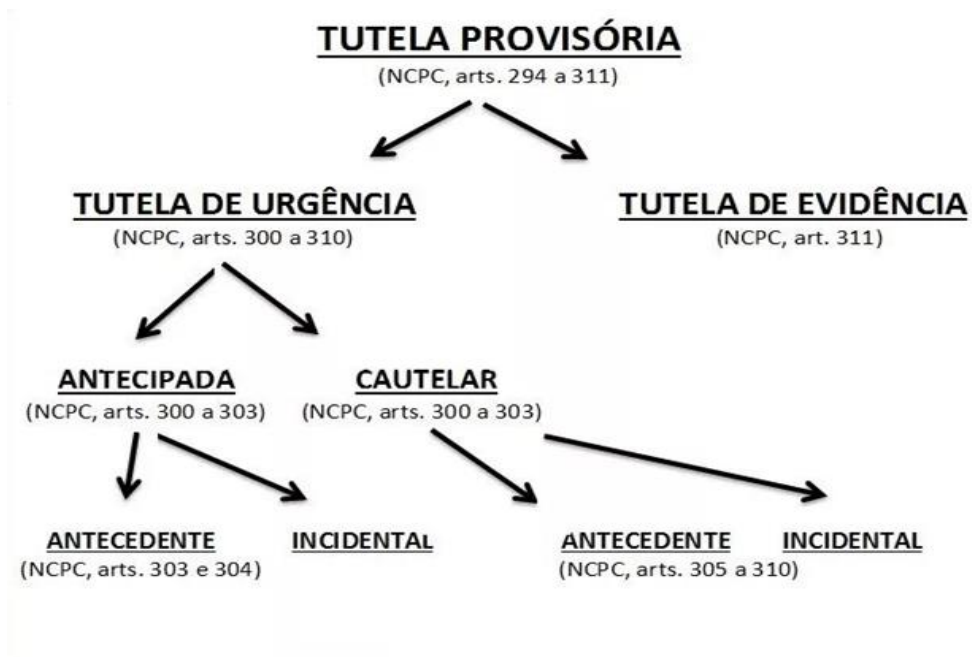 TUTELA PROVISÓRIA
(NCPC, arts. 294 a 311)
TUTELA DE URGÊNCIA
(NCPC, arts. 300 a 310)
TUTELA DE EVIDÊNCIA
(NCPC, art. 311)
ANTECIPADA
(NCPC, arts. 300 a 303)
CAUTELAR
(NCPC, arts. 300 a 303)
ANTECEDENTE
(NCPC, arts. 303 e 304)
INCIDENTAL
ANTECEDENTE
(NCPC, arts. 305 a 310)
INCIDENTAL